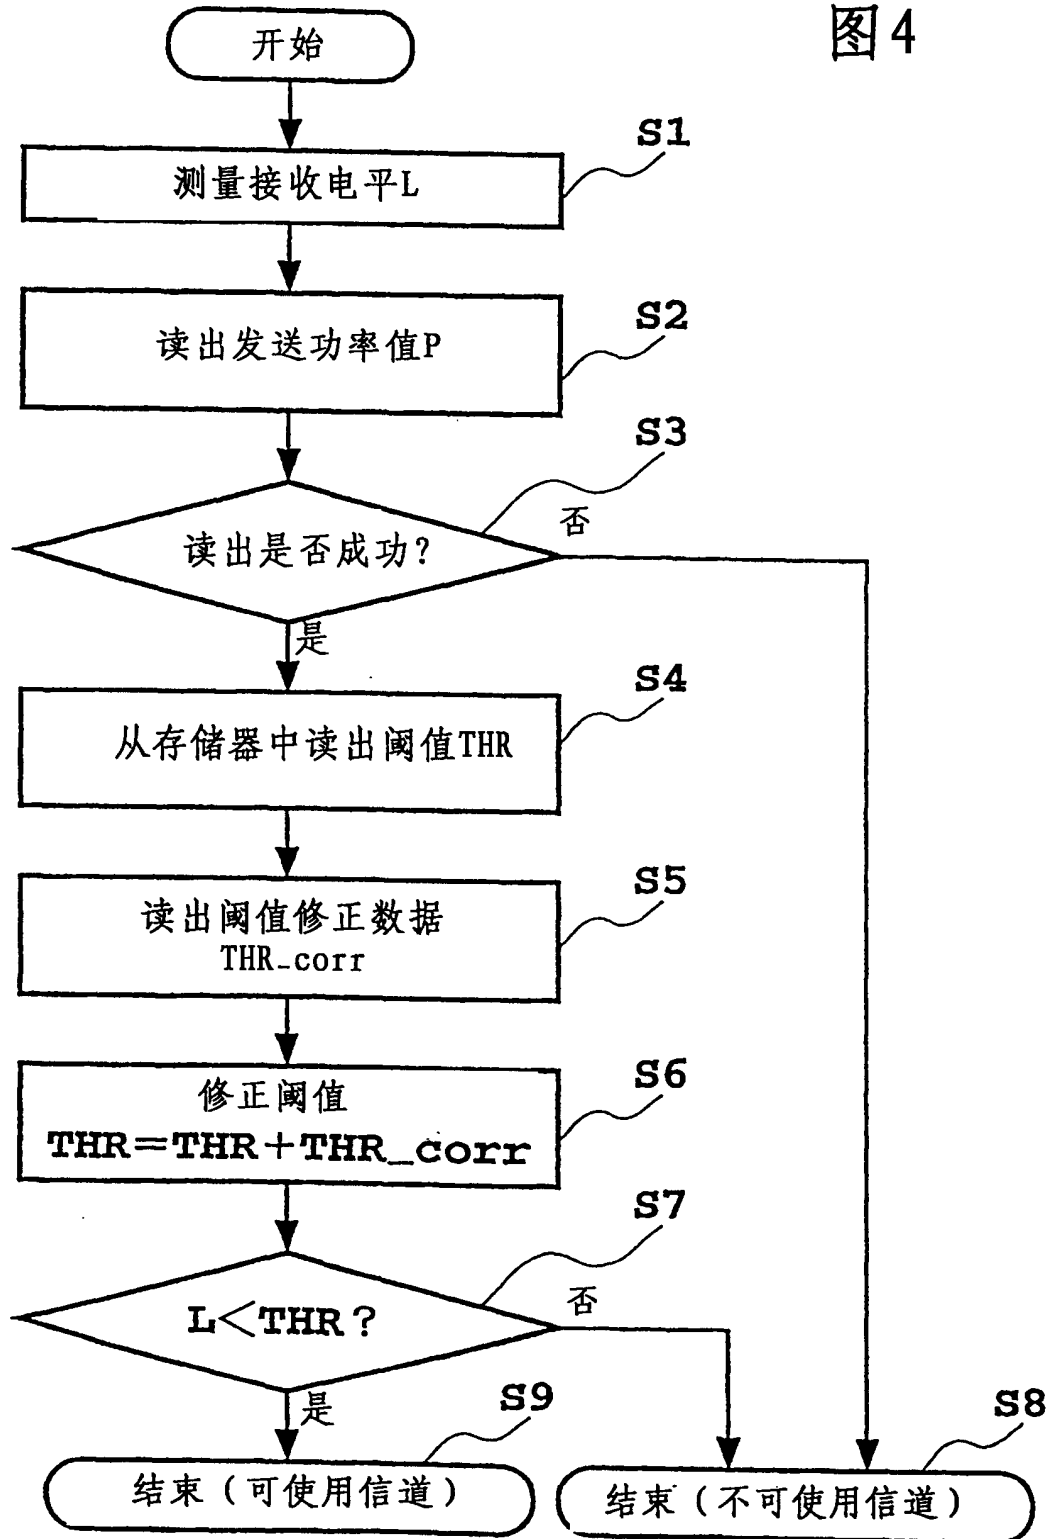 图4
开始
S1
测量接收电平L
S2
读出发送功率值P
S3
读出是否成功？
否
是
S4
从存储器中读出阈值THR
S5
读出阈值修正数据
THR_corr
S6
修正阈值
THR=THR+THR_corr
S7
L<THR？
否
是
S9
结束（可使用信道）
S8
结束（不可使用信道）